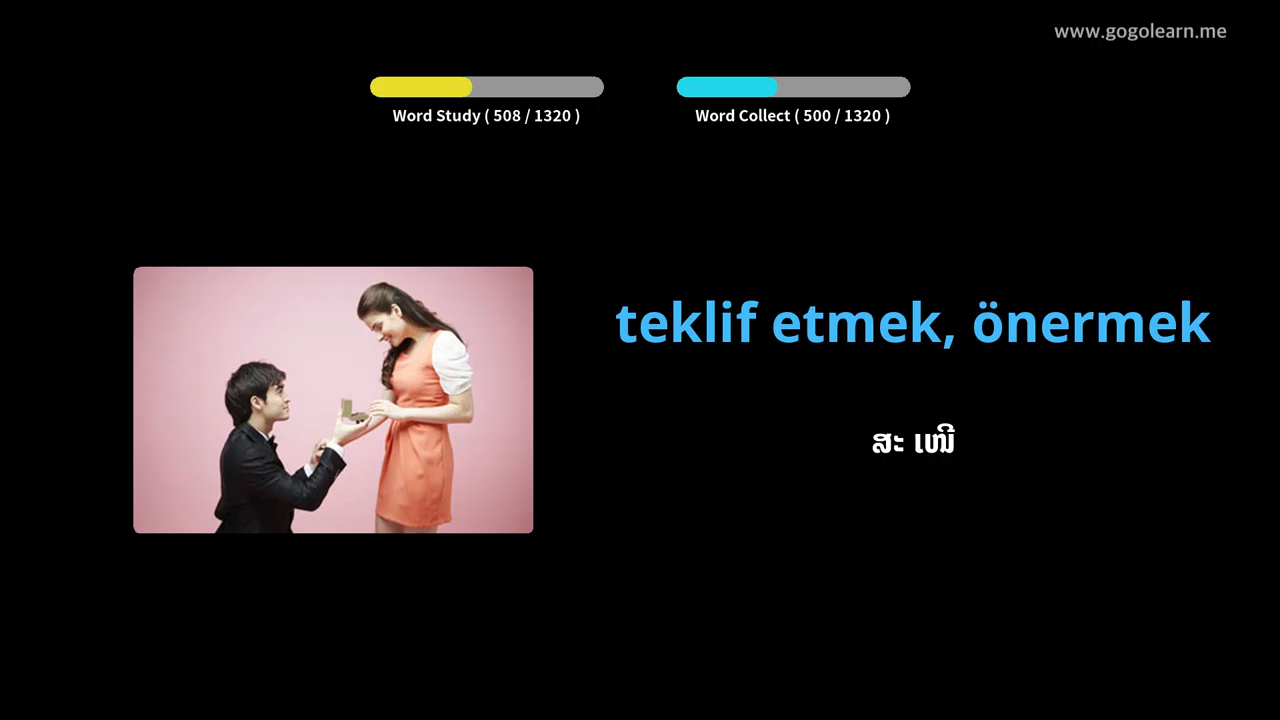 www.gogolearn.me
Word Study ( 508 / 1320 )
Word Collect ( 500 / 1320 )
teklif etmek, önermek
ສະ ເໜີ